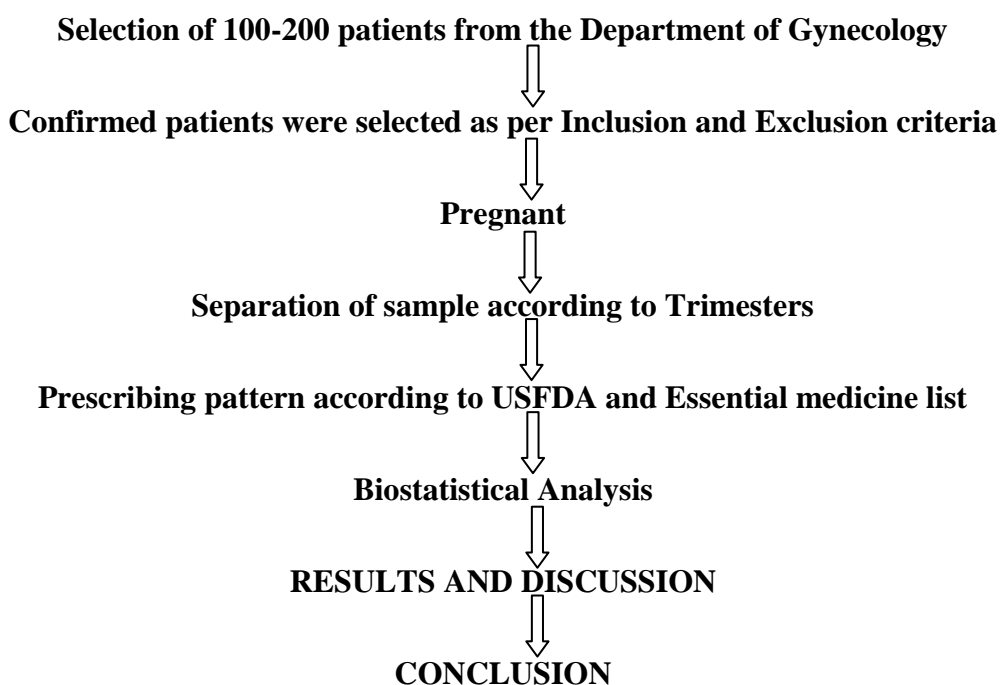 Selection of 100-200 patients from the Department of Gynecology
Confirmed patients were selected as per Inclusion and Exclusion criteria
Pregnant
Separation of sample according to Trimesters
Prescribing pattern according to USFDA and Essential medicine list
Biostatistical Analysis
RESULTS AND DISCUSSION
CONCLUSION